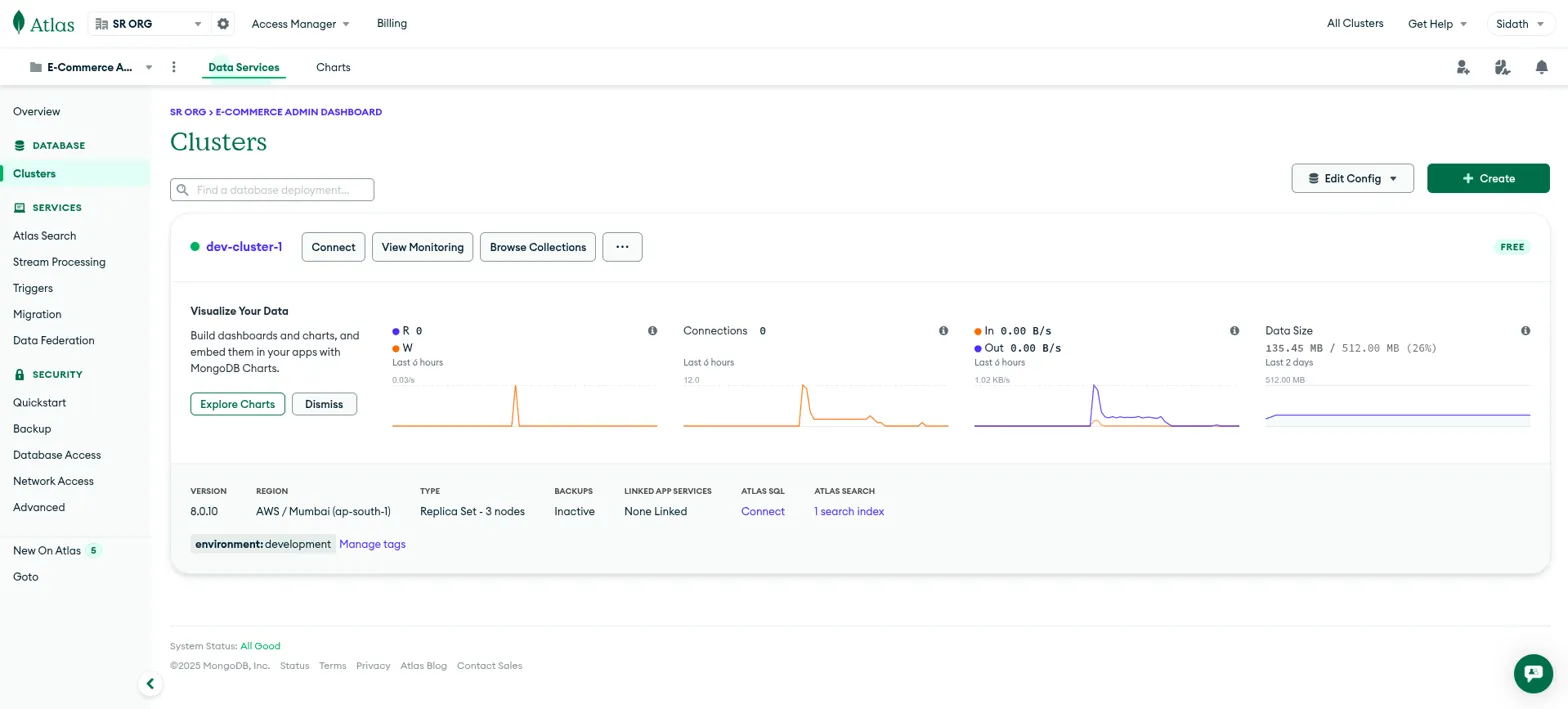 Atlas SR ORG Access Manager Billing All Clusters Get Help Sidath
E-Commerce A... Data Services Charts
Overview
DATABASE
Clusters
SERVICES
Atlas Search
Stream Processing
Triggers
Migration
Data Federation
SECURITY
Quickstart
Backup
Database Access
Network Access
Advanced
New On Atlas 5
Goto
SR ORG > E-COMMERCE ADMIN DASHBOARD
Clusters
Find a database deployment...
Edit Config + Create
dev-cluster-1 Connect View Monitoring Browse Collections ... FREE
Visualize Your Data
Build dashboards and charts, and
embed them in your apps with
MongoDB Charts.
Explore Charts Dismiss
R 0
W
Last 6 hours
0.03/s
Connections 0
Last 6 hours
12.0
In 0.00 B/s
Out 0.00 B/s
Last 6 hours
1.02 KB/s
Data Size
135.45 MB / 512.00 MB (26%)
Last 2 days
512.00 MB
VERSION REGION TYPE BACKUPS LINKED APP SERVICES ATLAS SQL ATLAS SEARCH
8.0.10 AWS / Mumbai (ap-south-1) Replica Set - 3 nodes Inactive None Linked Connect 1 search index
environment: development Manage tags
System Status: All Good
©2025 MongoDB, Inc. Status Terms Privacy Atlas Blog Contact Sales